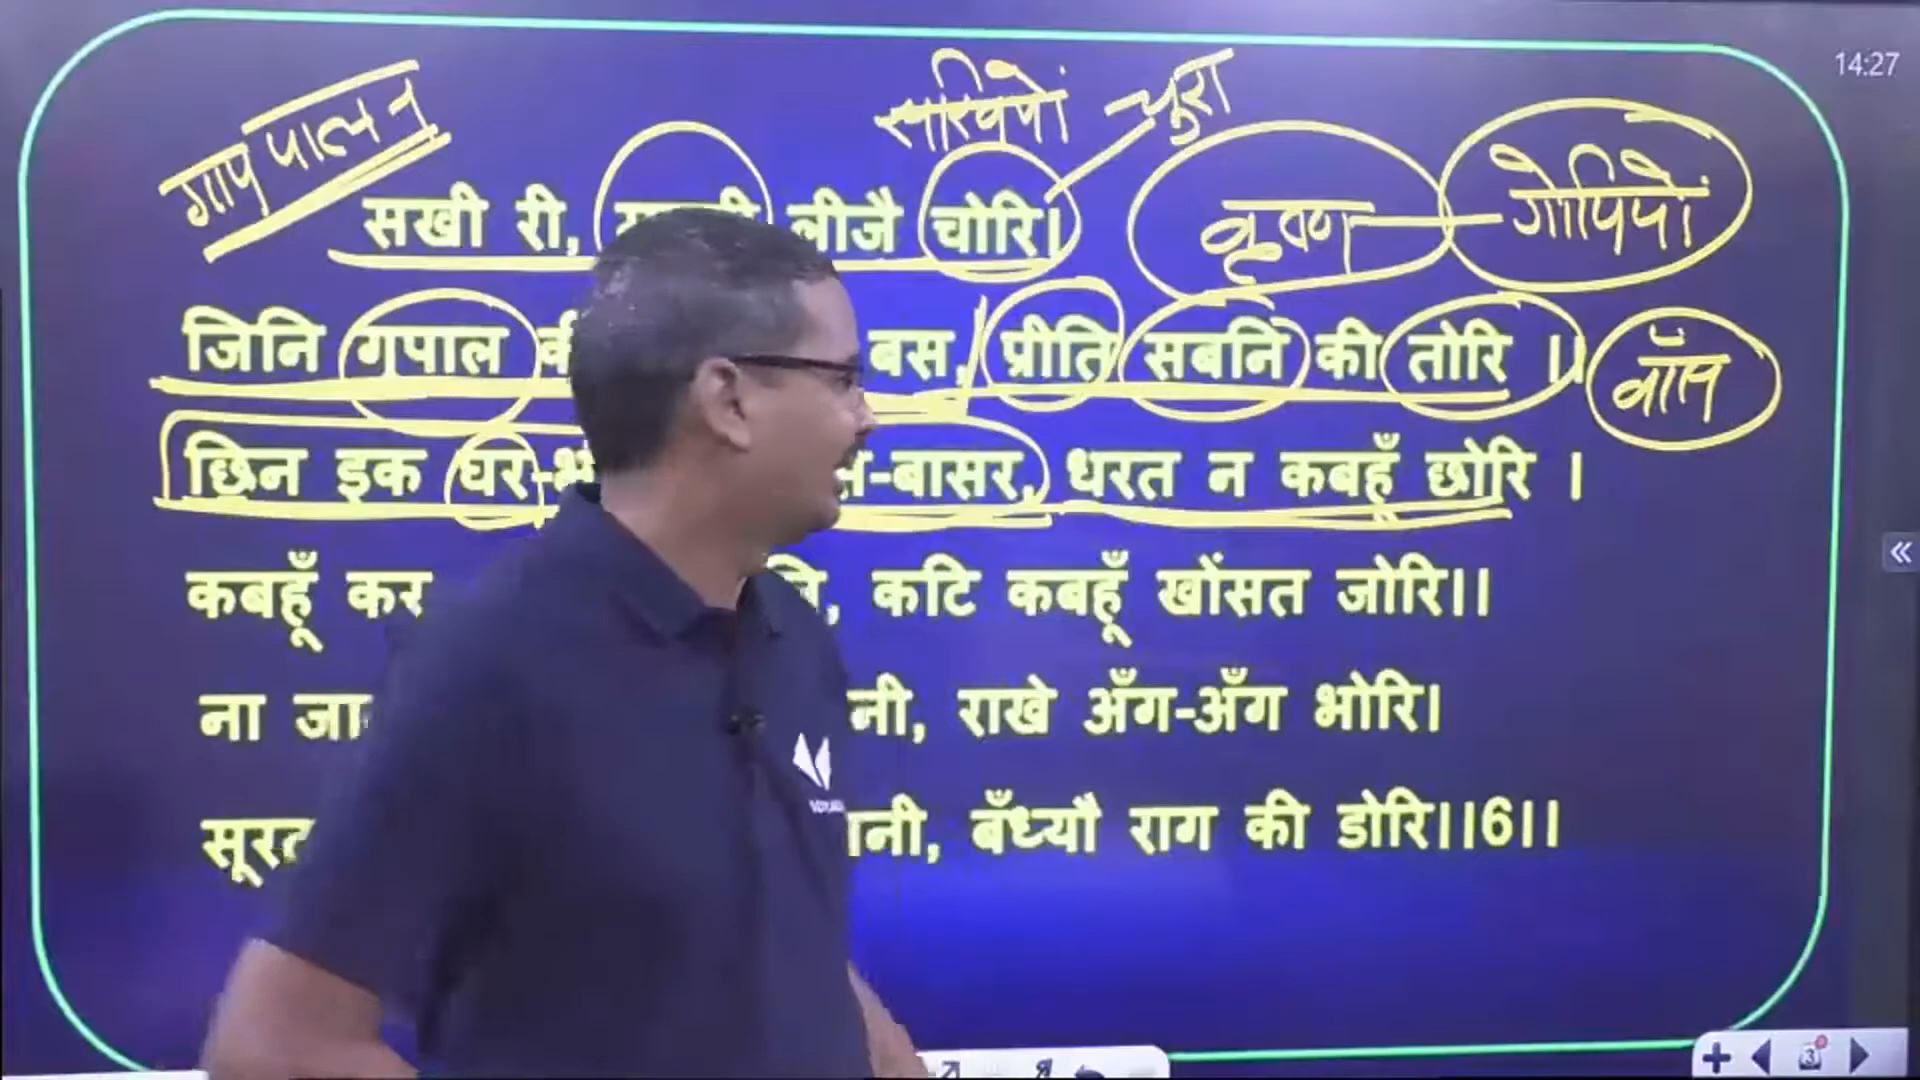 14:27
गाय पालन
सखियों चुरा
सखी री, लीजै चोरि। कृष्ण गोपियों
जिनि गपाल बस, प्रीति सबनि की तोरि ।। बाँस
छिन इक घर-बासर, धरत न कबहूँ छोरि ।
कबहूँ कर कटि कबहूँ खोंसत जोरि।।
ना राखे अँग-अँग भोरि।
बँध्यौ राग की डोरि।।6।।